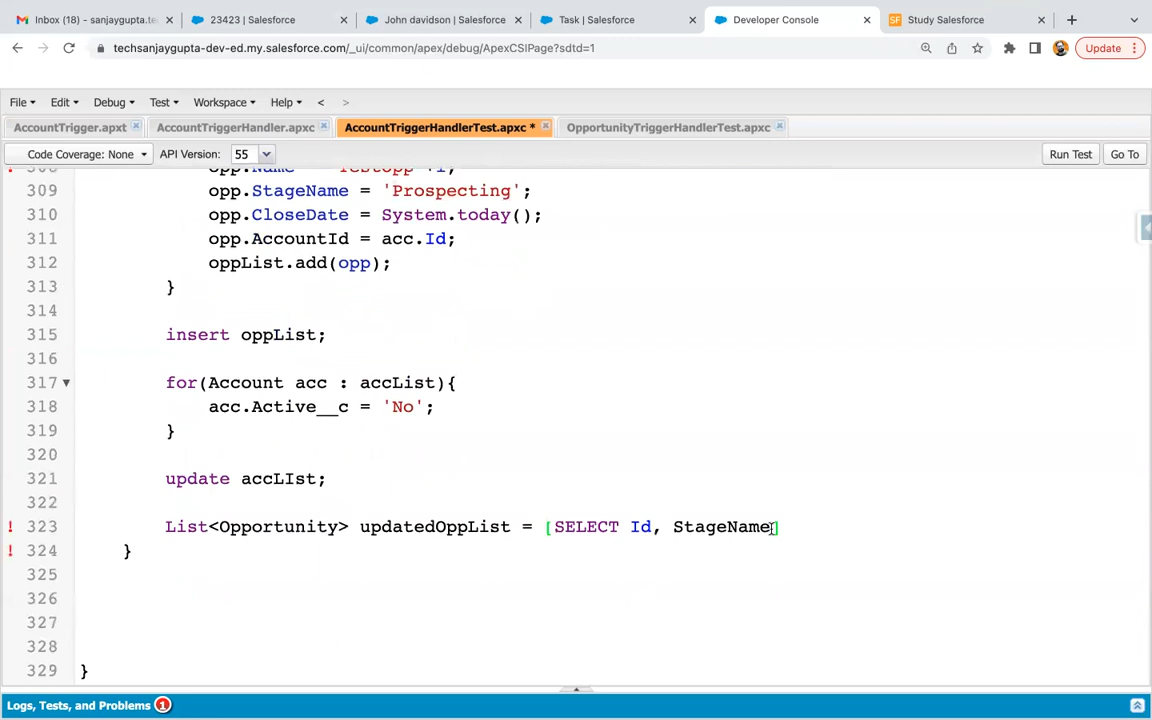 Inbox (18) - sanjaygupta.te
23423 | Salesforce
John davidson | Salesforce
Task | Salesforce
Developer Console
SF Study Salesforce
techsanjaygupta-dev-ed.my.salesforce.com/_ui/common/apex/debug/ApexCSIPage?sdtd=1
Update
File Edit Debug Test Workspace Help < >
AccountTrigger.apxt AccountTriggerHandler.apxc AccountTriggerHandlerTest.apxc * OpportunityTriggerHandlerTest.apxc
Code Coverage: None API Version: 55 Run Test Go To
308 opp.Name = 'TestOpp'+i;
309 opp.StageName = 'Prospecting';
310 opp.CloseDate = System.today();
311 opp.AccountId = acc.Id;
312 oppList.add(opp);
313 }
314
315 insert oppList;
316
317 for(Account acc : accList){
318 acc.Active__c = 'No';
319 }
320
321 update accLIst;
322
! 323 List<Opportunity> updatedOppList = [SELECT Id, StageName]
! 324 }
325
326
327
328
329 }
Logs, Tests, and Problems 1